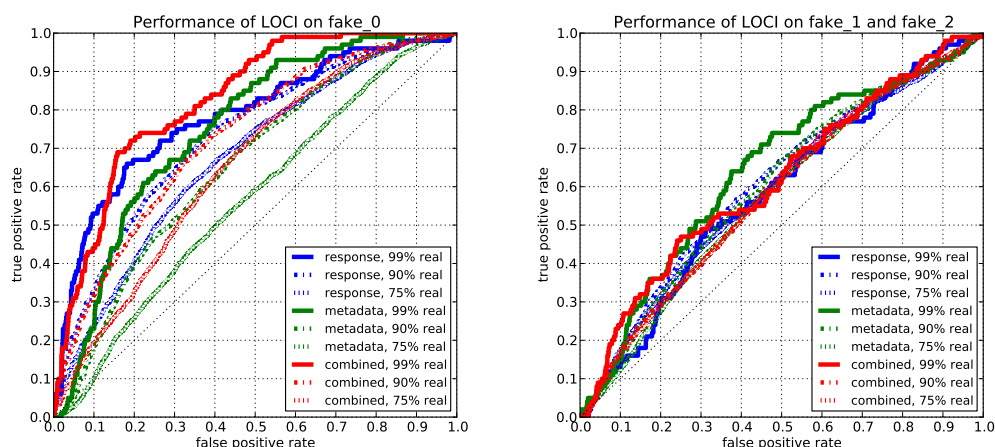 Performance of LOCI on fake_0
true positive rate
1.0
0.9
0.8
0.7
0.6
0.5
0.4
0.3
0.2
0.1
0.0
response, 99% real
response, 90% real
response, 75% real
metadata, 99% real
metadata, 90% real
metadata, 75% real
combined, 99% real
combined, 90% real
combined, 75% real
0.0 0.1 0.2 0.3 0.4 0.5 0.6 0.7 0.8 0.9 1.0
false positive rate
Performance of LOCI on fake_1 and fake_2
true positive rate
1.0
0.9
0.8
0.7
0.6
0.5
0.4
0.3
0.2
0.1
0.0
response, 99% real
response, 90% real
response, 75% real
metadata, 99% real
metadata, 90% real
metadata, 75% real
combined, 99% real
combined, 90% real
combined, 75% real
0.0 0.1 0.2 0.3 0.4 0.5 0.6 0.7 0.8 0.9 1.0
false positive rate